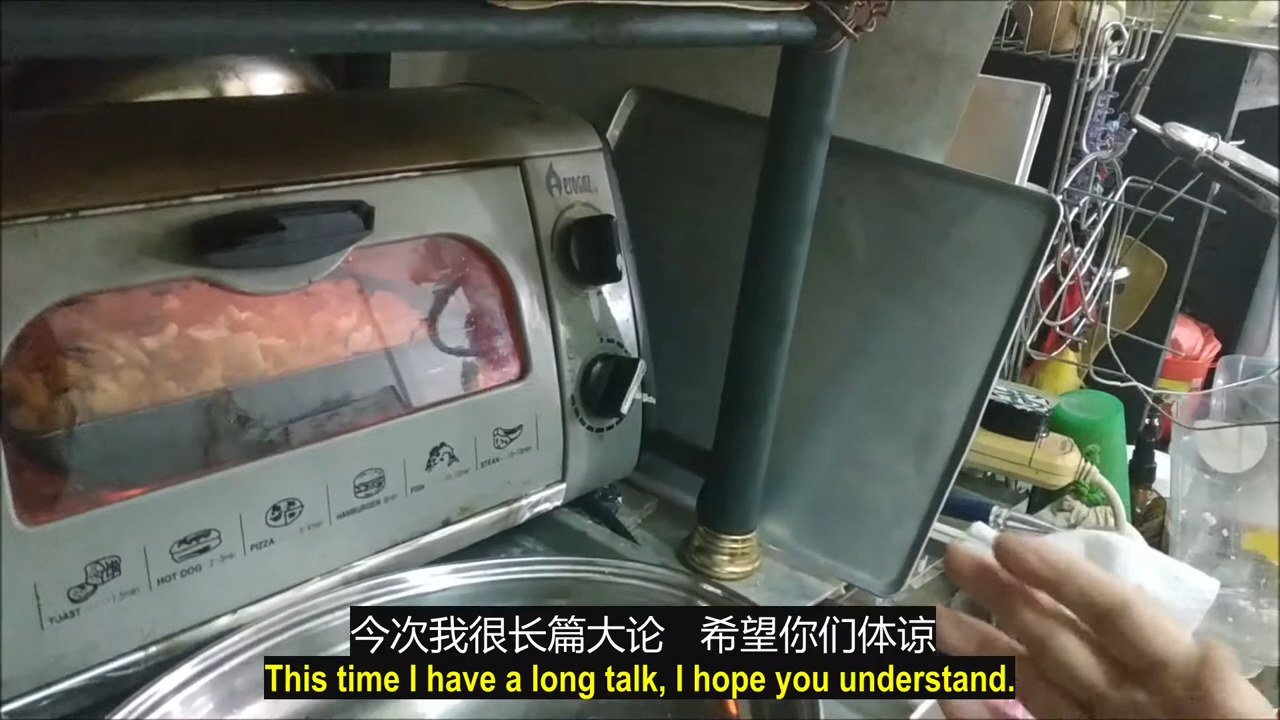 TOAST
HOT DOG
PIZZA
HAMBURGER
FISH
STEAK
今次我很长篇大论 希望你们体谅
This time I have a long talk, I hope you understand.